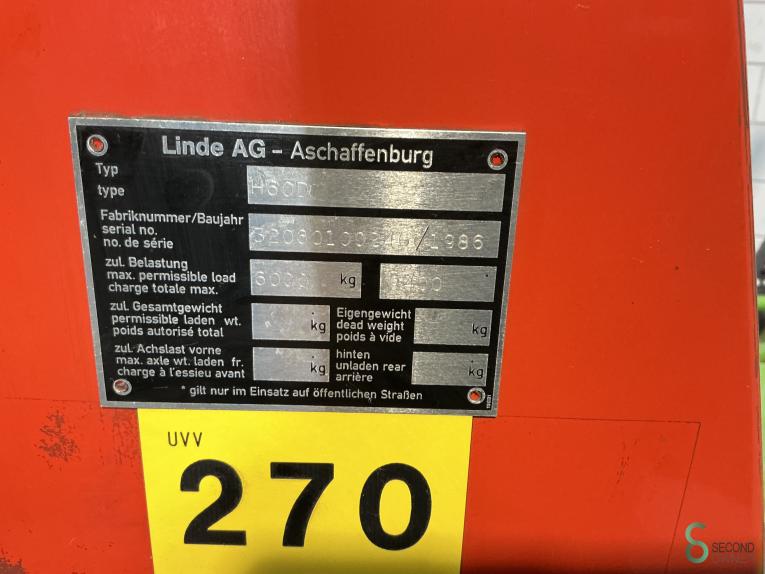 Linde AG – Aschaffenburg
Typ
type H60D
Fabriknummer/Baujahr
serial no. /1986
no. de série
zul. Belastung
max. permissible load kg kg
charge totale max.
zul. Gesamtgewicht Eigengewicht
permissible laden wt. kg dead weight kg
poids autorisé total poids à vide
zul. Achslast vorne hinten
max. axle wt. laden fr. kg unladen rear kg
charge à l'essieu avant arrière
* gilt nur im Einsatz auf öffentlichen Straßen
UVV
270
SECOND